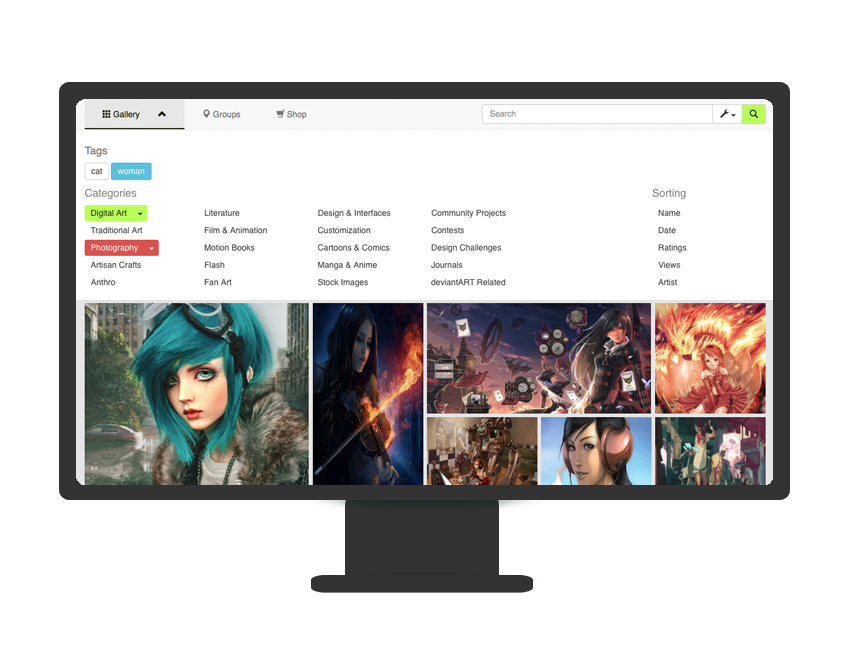 Gallery Groups Shop Search
Tags
cat woman
Categories Sorting
Digital Art Literature Design & Interfaces Community Projects Name
Traditional Art Film & Animation Customization Contests Date
Photography Motion Books Cartoons & Comics Design Challenges Ratings
Artisan Crafts Flash Manga & Anime Journals Views
Anthro Fan Art Stock Images deviantART Related Artist